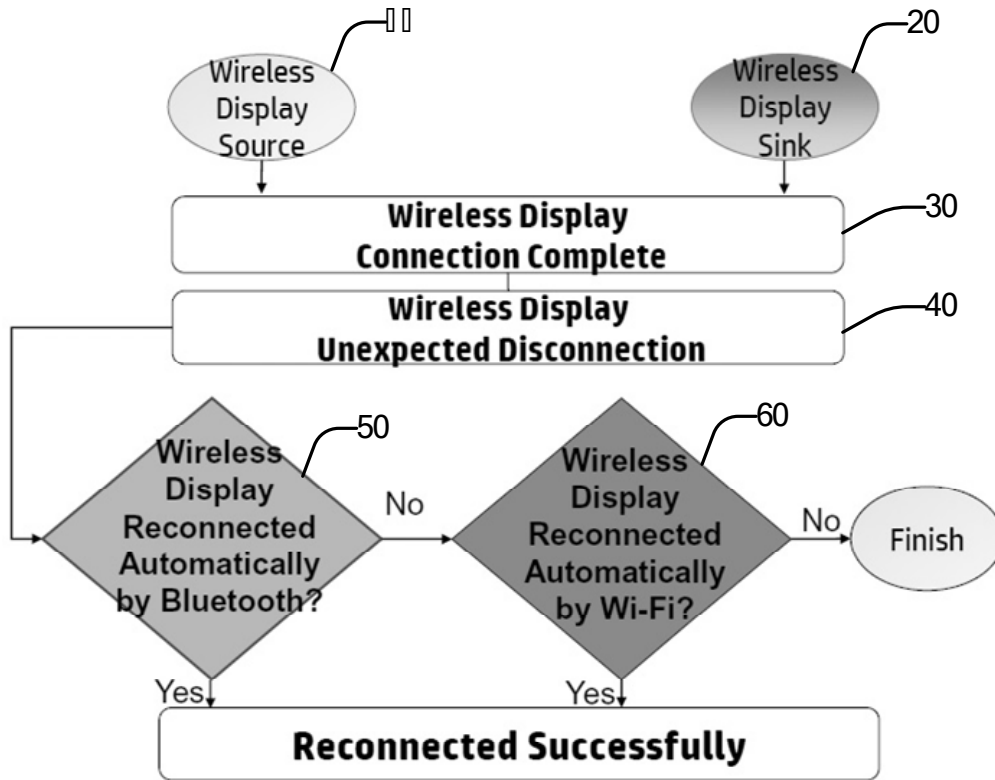 20
Wireless
Display
Source
Wireless
Display
Sink
Wireless Display
Connection Complete
30
Wireless Display
Unexpected Disconnection
40
50
Wireless
Display
Reconnected
Automatically
by Bluetooth?
No
60
Wireless
Display
Reconnected
Automatically
by Wi-Fi?
No
Finish
Yes
Yes
Reconnected Successfully